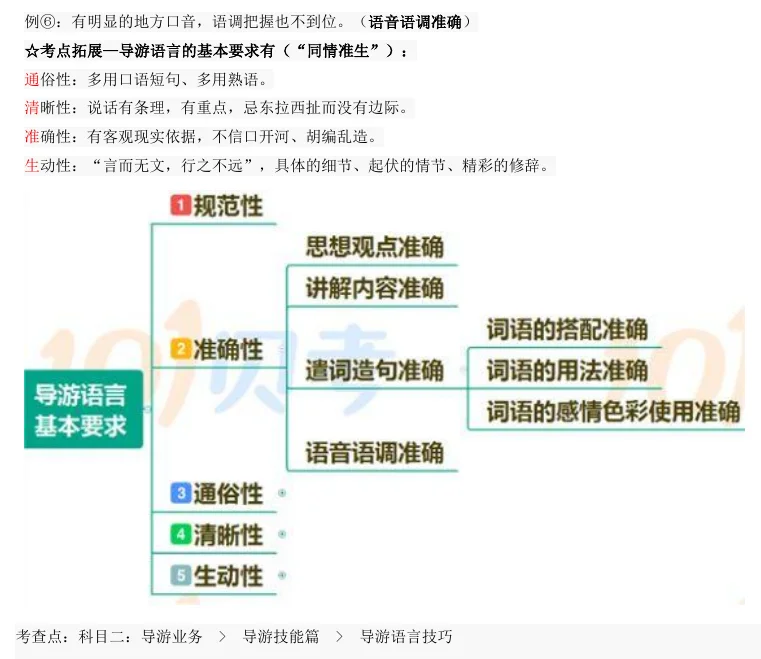 例⑥：有明显的地方口音，语调把握也不到位。（语音语调准确）
☆考点拓展—导游语言的基本要求有（“同情准生”）：
通俗性：多用口语短句、多用熟语。
清晰性：说话有条理，有重点，忌东拉西扯而没有边际。
准确性：有客观现实依据，不信口开河、胡编乱造。
生动性：“言而无文，行之不远”，具体的细节、起伏的情节、精彩的修辞。
1 规范性
思想观点准确
讲解内容准确
词语的搭配准确
2 准确性
遣词造句准确
词语的用法准确
导游语言
基本要求
词语的感情色彩使用准确
语音语调准确
3 通俗性
4 清晰性
5 生动性
101贝考
101
考查点：科目二：导游业务 > 导游技能篇 > 导游语言技巧